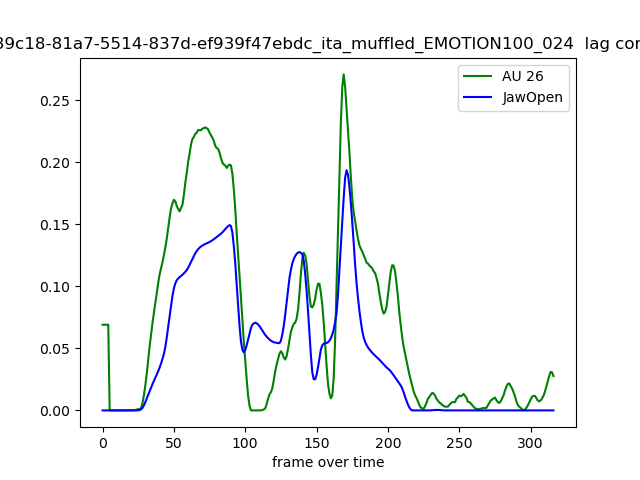 39c18-81a7-5514-837d-ef939f47ebdc_ita_muffled_EMOTION100_024 lag cor
AU 26
JawOpen
0.25
0.20
0.15
0.10
0.05
0.00
0 50 100 150 200 250 300
frame over time